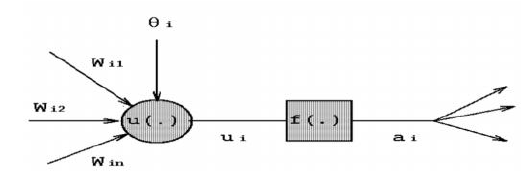 θ i
W i1
W i2
u(.)
f(.)
u i
a i
W in